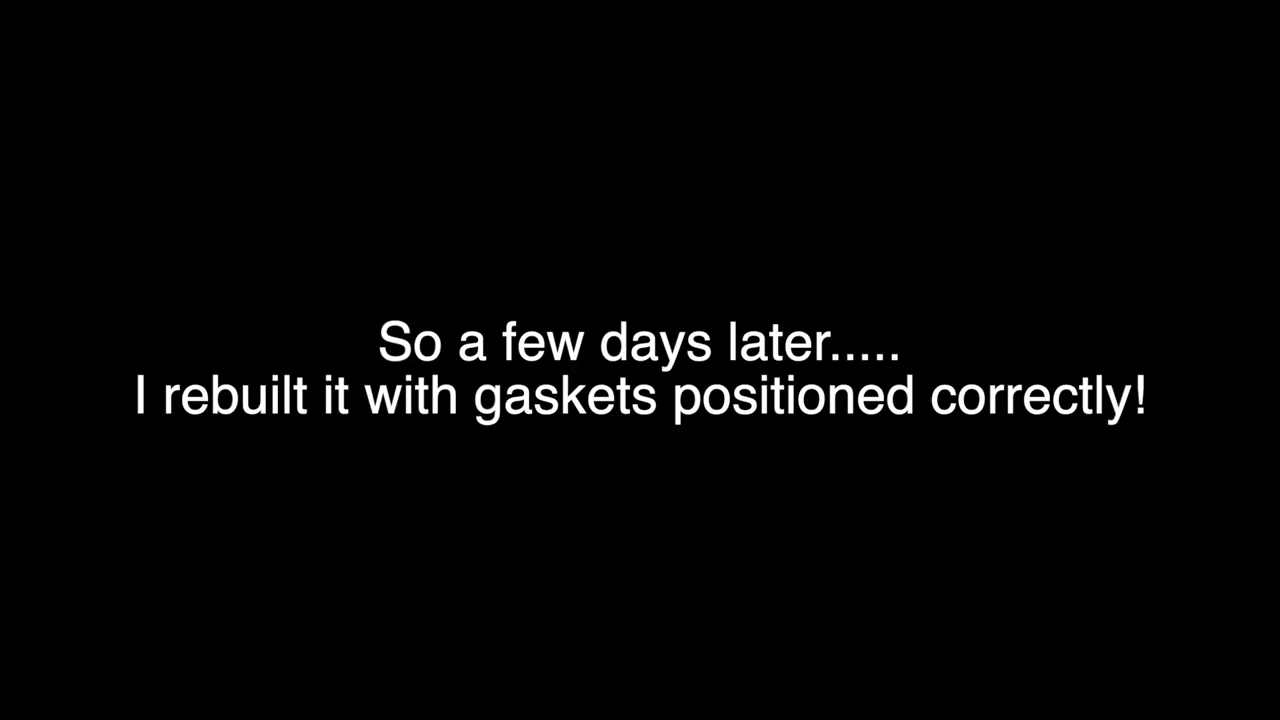 So a few days later.....
I rebuilt it with gaskets positioned correctly!